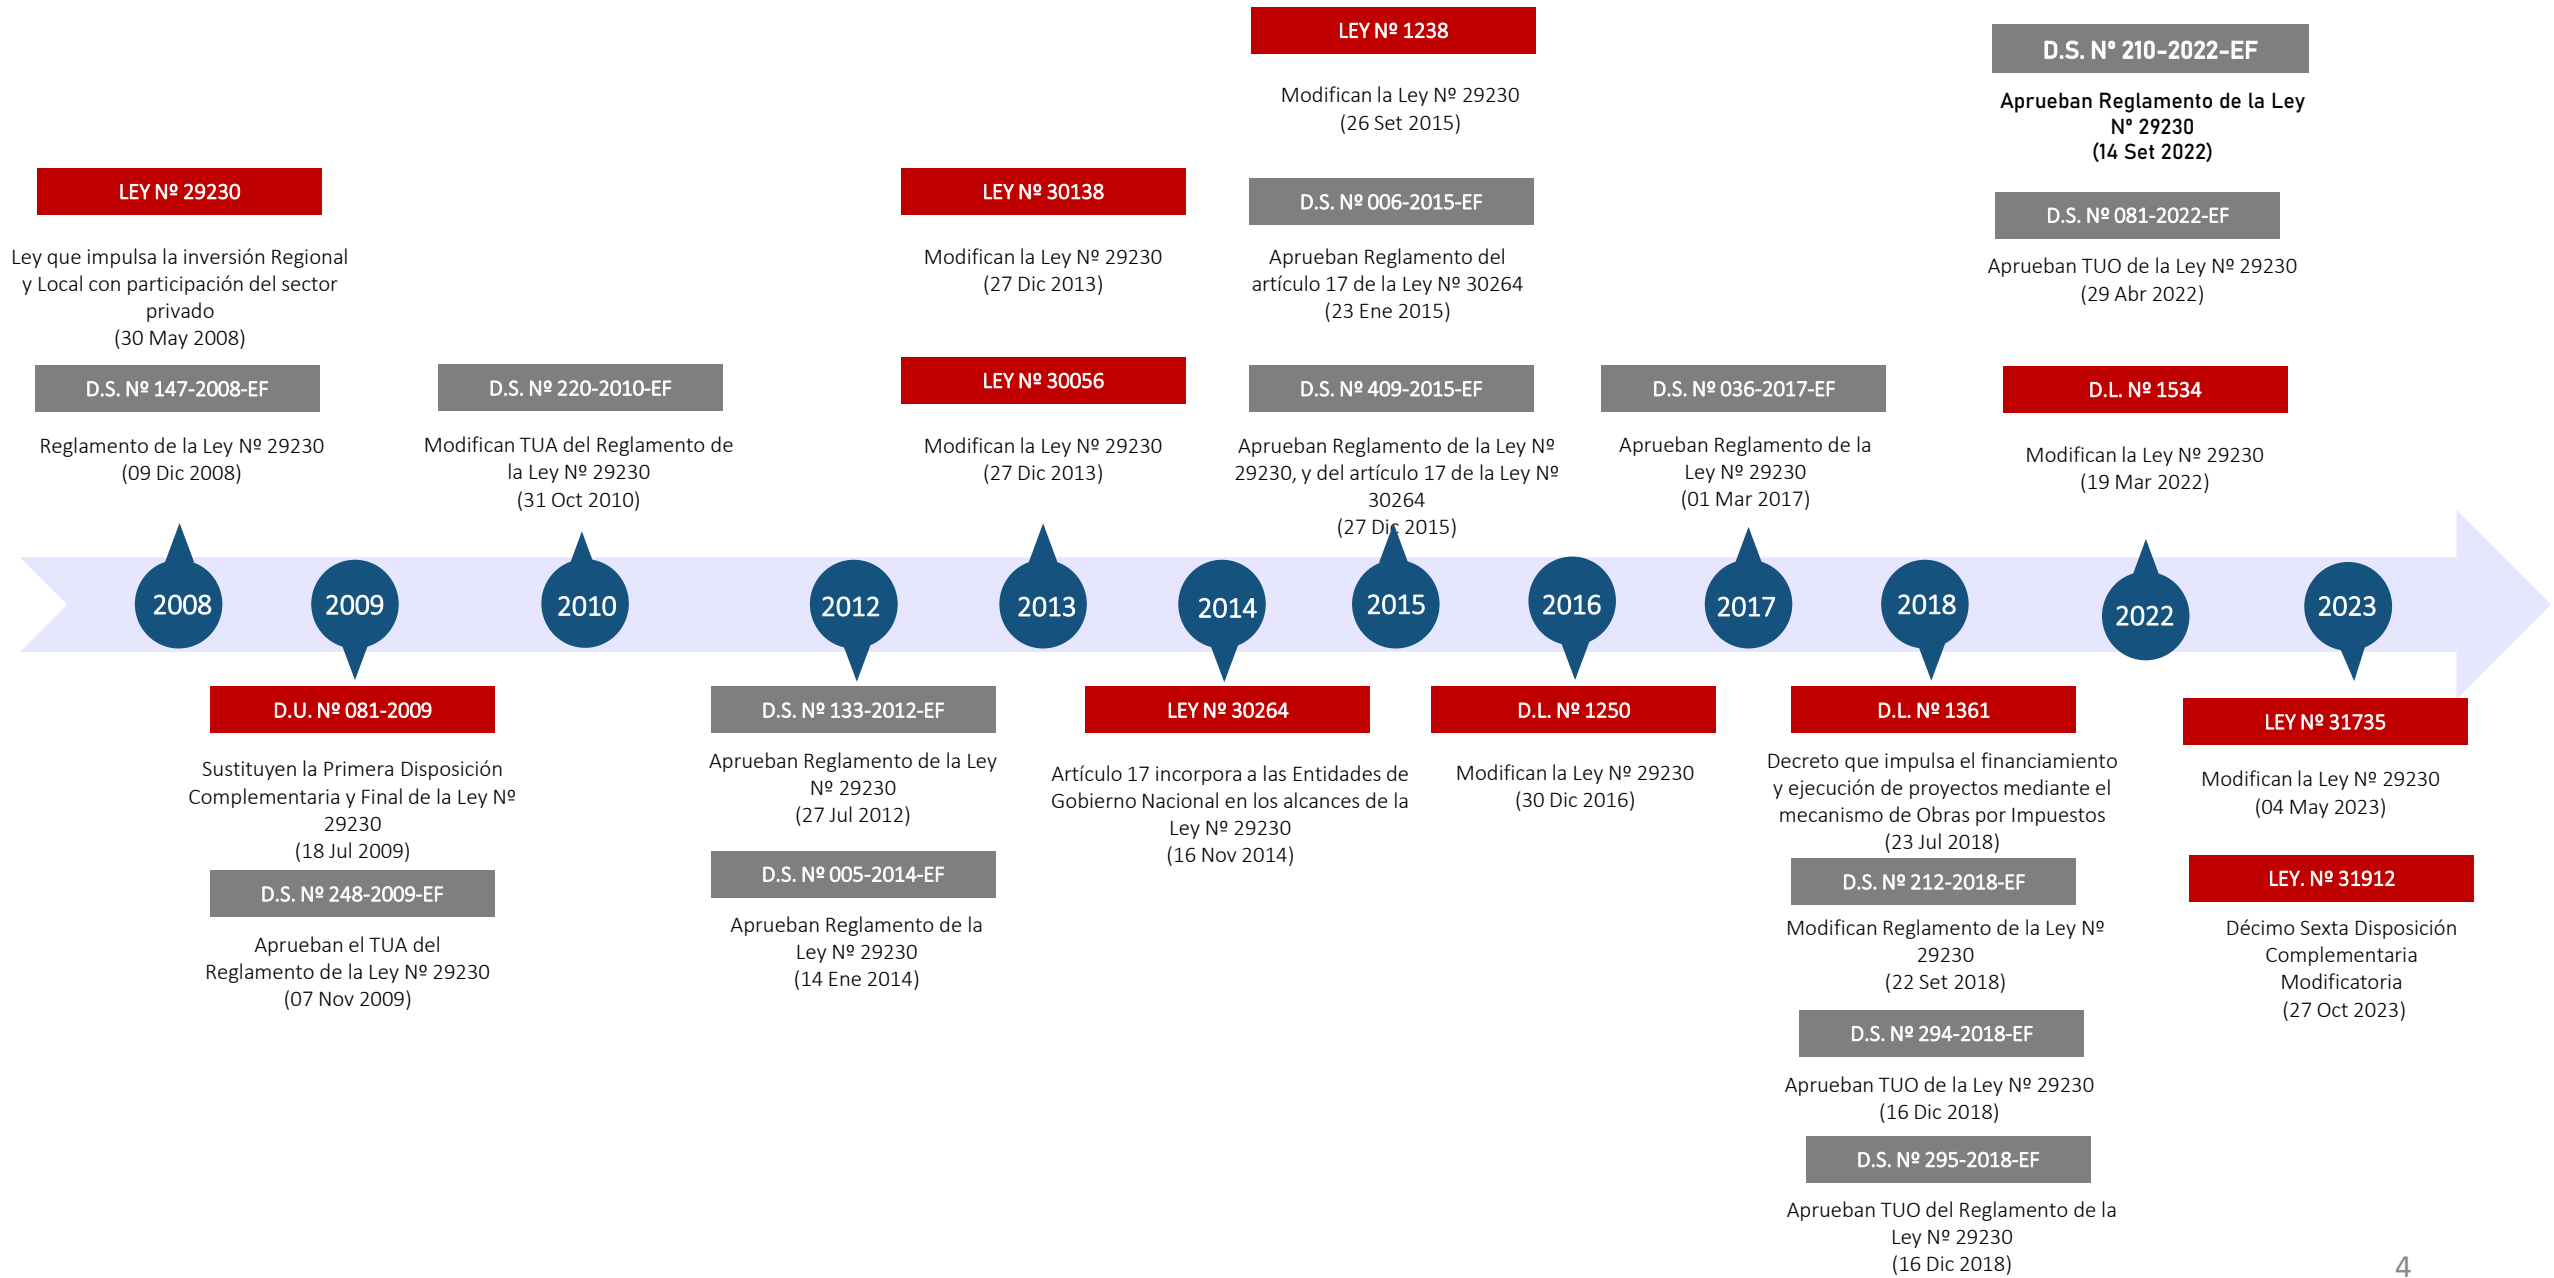 LEY Nº 29230
Ley que impulsa la inversión Regional
y Local con participación del sector
privado
(30 May 2008)
D.S. Nº 147-2008-EF
Reglamento de la Ley Nº 29230
(09 Dic 2008)
D.S. Nº 220-2010-EF
Modifican TUA del Reglamento de
la Ley Nº 29230
(31 Oct 2010)
LEY Nº 30138
Modifican la Ley Nº 29230
(27 Dic 2013)
LEY Nº 30056
Modifican la Ley Nº 29230
(27 Dic 2013)
LEY Nº 1238
Modifican la Ley Nº 29230
(26 Set 2015)
D.S. Nº 006-2015-EF
Aprueban Reglamento del
artículo 17 de la Ley Nº 30264
(23 Ene 2015)
D.S. Nº 409-2015-EF
Aprueban Reglamento de la Ley Nº
29230, y del artículo 17 de la Ley Nº
30264
(27 Dic 2015)
D.S. Nº 036-2017-EF
Aprueban Reglamento de la
Ley Nº 29230
(01 Mar 2017)
D.S. N° 210-2022-EF
Aprueban Reglamento de la Ley
N° 29230
(14 Set 2022)
D.S. Nº 081-2022-EF
Aprueban TUO de la Ley Nº 29230
(29 Abr 2022)
D.L. Nº 1534
Modifican la Ley Nº 29230
(19 Mar 2022)
2008
2009
2010
2012
2013
2014
2015
2016
2017
2018
2022
2023
D.U. Nº 081-2009
Sustituyen la Primera Disposición
Complementaria y Final de la Ley Nº
29230
(18 Jul 2009)
D.S. Nº 248-2009-EF
Aprueban el TUA del
Reglamento de la Ley Nº 29230
(07 Nov 2009)
D.S. Nº 133-2012-EF
Aprueban Reglamento de la Ley
Nº 29230
(27 Jul 2012)
D.S. Nº 005-2014-EF
Aprueban Reglamento de la
Ley Nº 29230
(14 Ene 2014)
LEY Nº 30264
Artículo 17 incorpora a las Entidades de
Gobierno Nacional en los alcances de la
Ley Nº 29230
(16 Nov 2014)
D.L. Nº 1250
Modifican la Ley Nº 29230
(30 Dic 2016)
D.L. Nº 1361
Decreto que impulsa el financiamiento
y ejecución de proyectos mediante el
mecanismo de Obras por Impuestos
(23 Jul 2018)
D.S. Nº 212-2018-EF
Modifican Reglamento de la Ley Nº
29230
(22 Set 2018)
D.S. Nº 294-2018-EF
Aprueban TUO de la Ley Nº 29230
(16 Dic 2018)
D.S. Nº 295-2018-EF
Aprueban TUO del Reglamento de la
Ley Nº 29230
(16 Dic 2018)
LEY Nº 31735
Modifican la Ley Nº 29230
(04 May 2023)
LEY. Nº 31912
Décimo Sexta Disposición
Complementaria
Modificatoria
(27 Oct 2023)
4